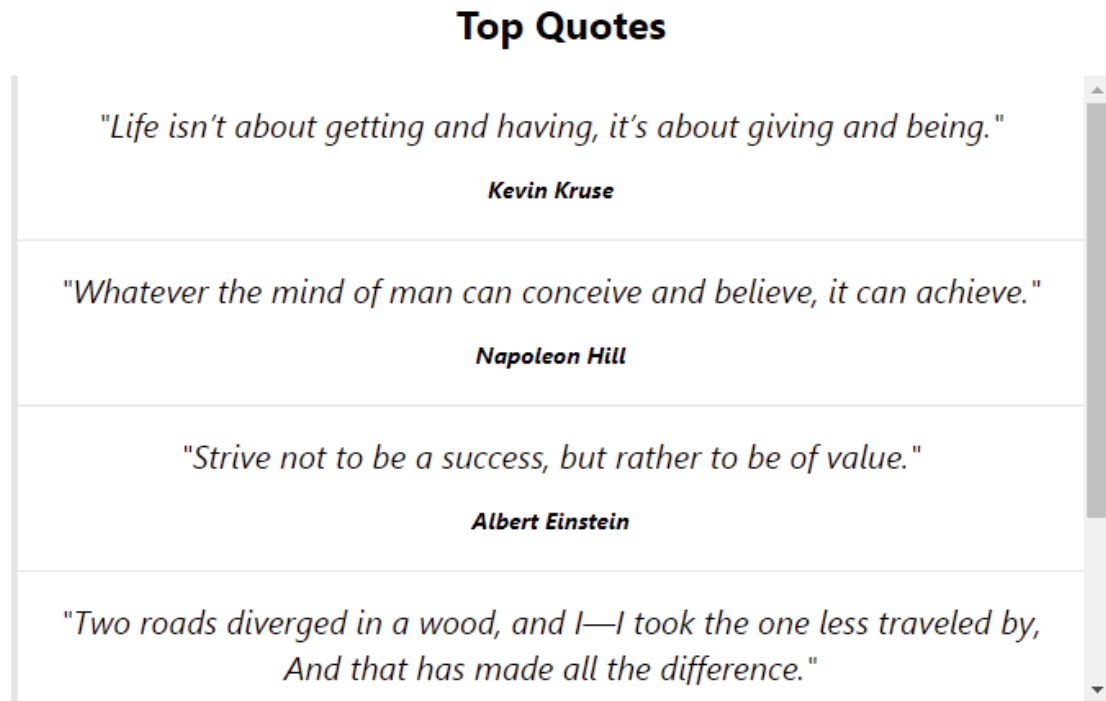 Top Quotes
"Life isn’t about getting and having, it’s about giving and being."
Kevin Kruse
"Whatever the mind of man can conceive and believe, it can achieve."
Napoleon Hill
"Strive not to be a success, but rather to be of value."
Albert Einstein
"Two roads diverged in a wood, and I—I took the one less traveled by,
And that has made all the difference."